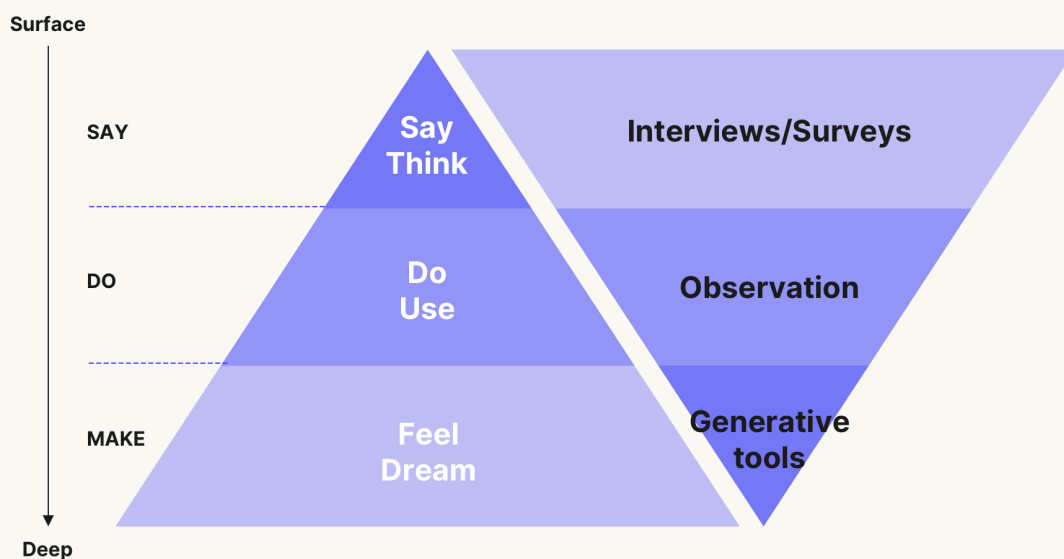 Surface
SAY
Say
Think
Interviews/Surveys
DO
Do
Use
Observation
MAKE
Feel
Dream
Generative
tools
Deep